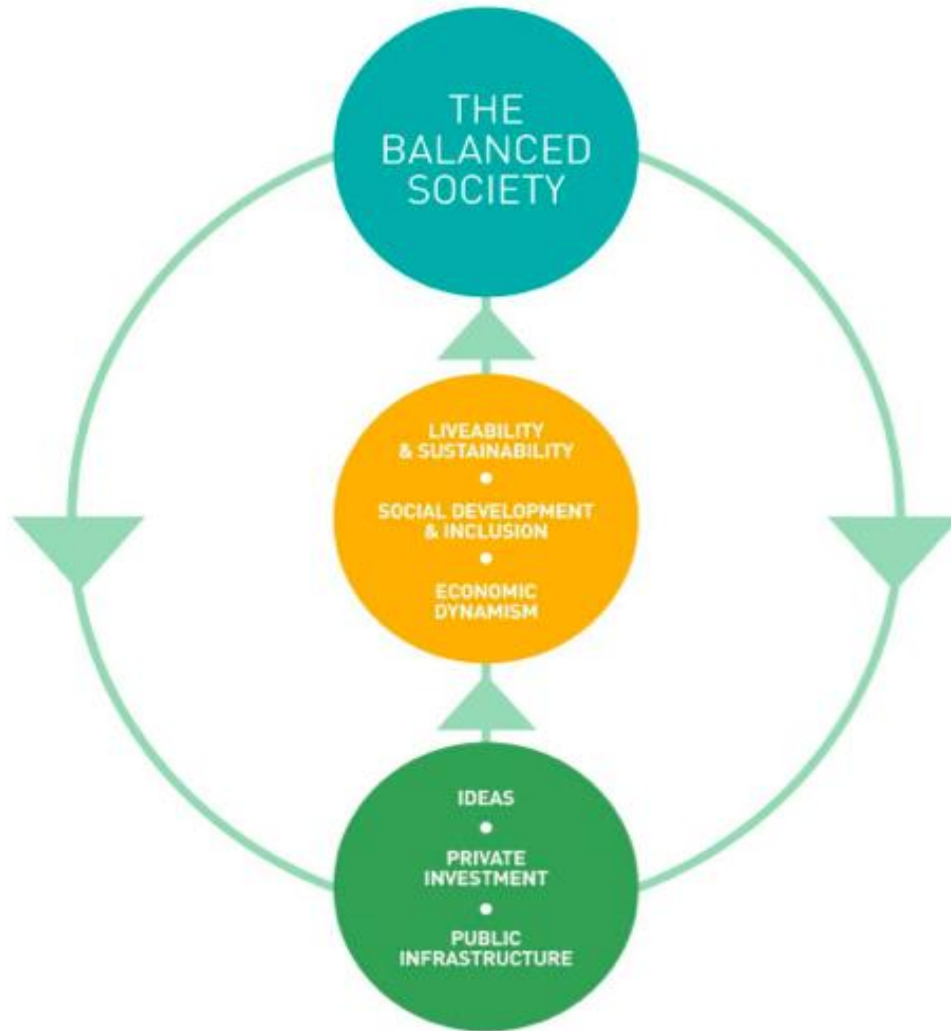 THE
BALANCED
SOCIETY
LIVEABILITY
& SUSTAINABILITY
SOCIAL DEVELOPMENT
& INCLUSION
ECONOMIC
DYNAMISM
IDEAS
PRIVATE
INVESTMENT
PUBLIC
INFRASTRUCTURE